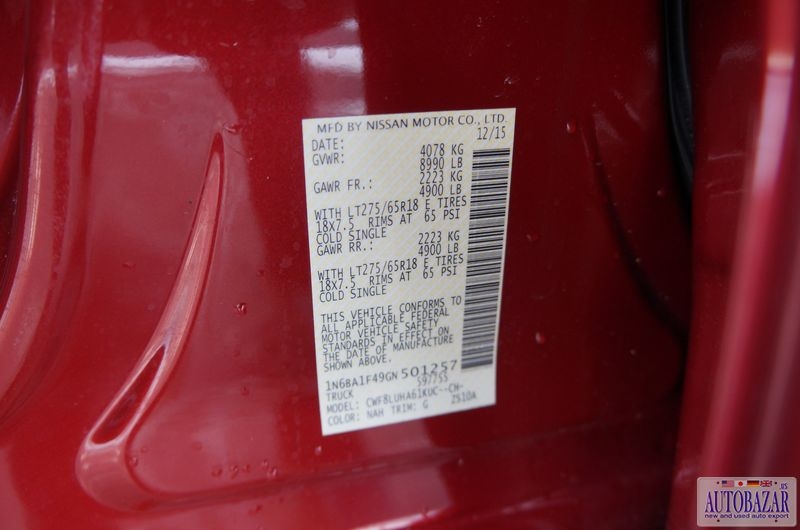 MFD BY NISSAN MOTOR CO., LTD.
DATE: 12/15
GVWR: 4078 KG
8990 LB
GAWR FR.: 2223 KG
4900 LB
WITH LT275/65R18 E TIRES
18X7.5 RIMS AT 65 PSI
COLD SINGLE
GAWR RR.: 2223 KG
4900 LB
WITH LT275/65R18 E TIRES
18X7.5 RIMS AT 65 PSI
COLD SINGLE
THIS VEHICLE CONFORMS TO
ALL APPLICABLE FEDERAL
MOTOR VEHICLE SAFETY
STANDARDS IN EFFECT ON
THE DATE OF MANUFACTURE
SHOWN ABOVE.
1N6BA1F49GN501257
TRUCK 597755
MODEL: CWF8LUHA61KUC--CH-
COLOR: NAH TRIM: G 2510A
AUTOBAZAR.US
new and used auto export